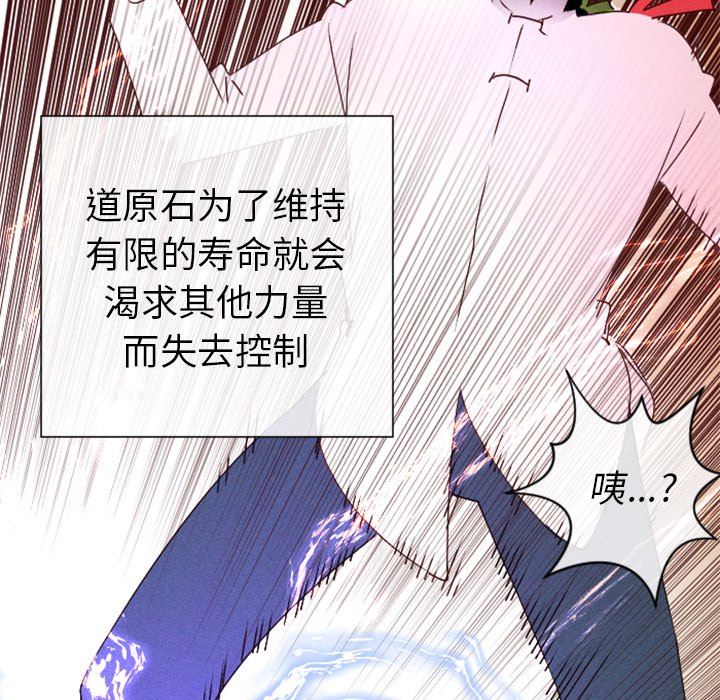 道原石为了维持
有限的寿命就会
渴求其他力量
而失去控制
咦...?